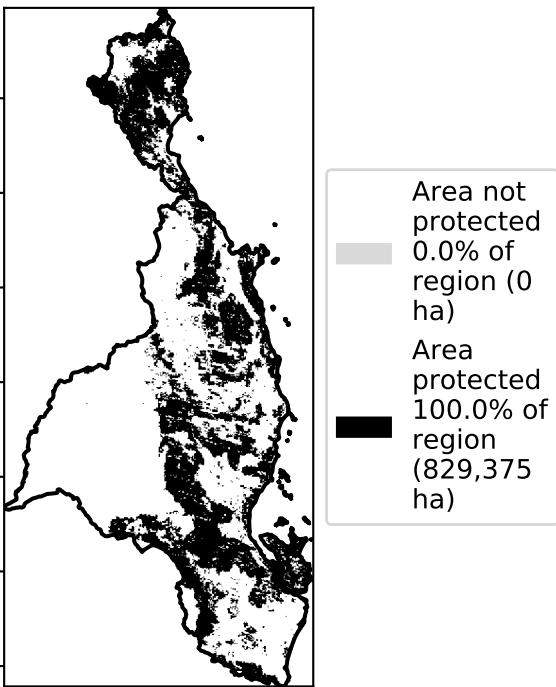 Area not
protected
0.0% of
region (0
ha)
Area
protected
100.0% of
region
(829,375
ha)